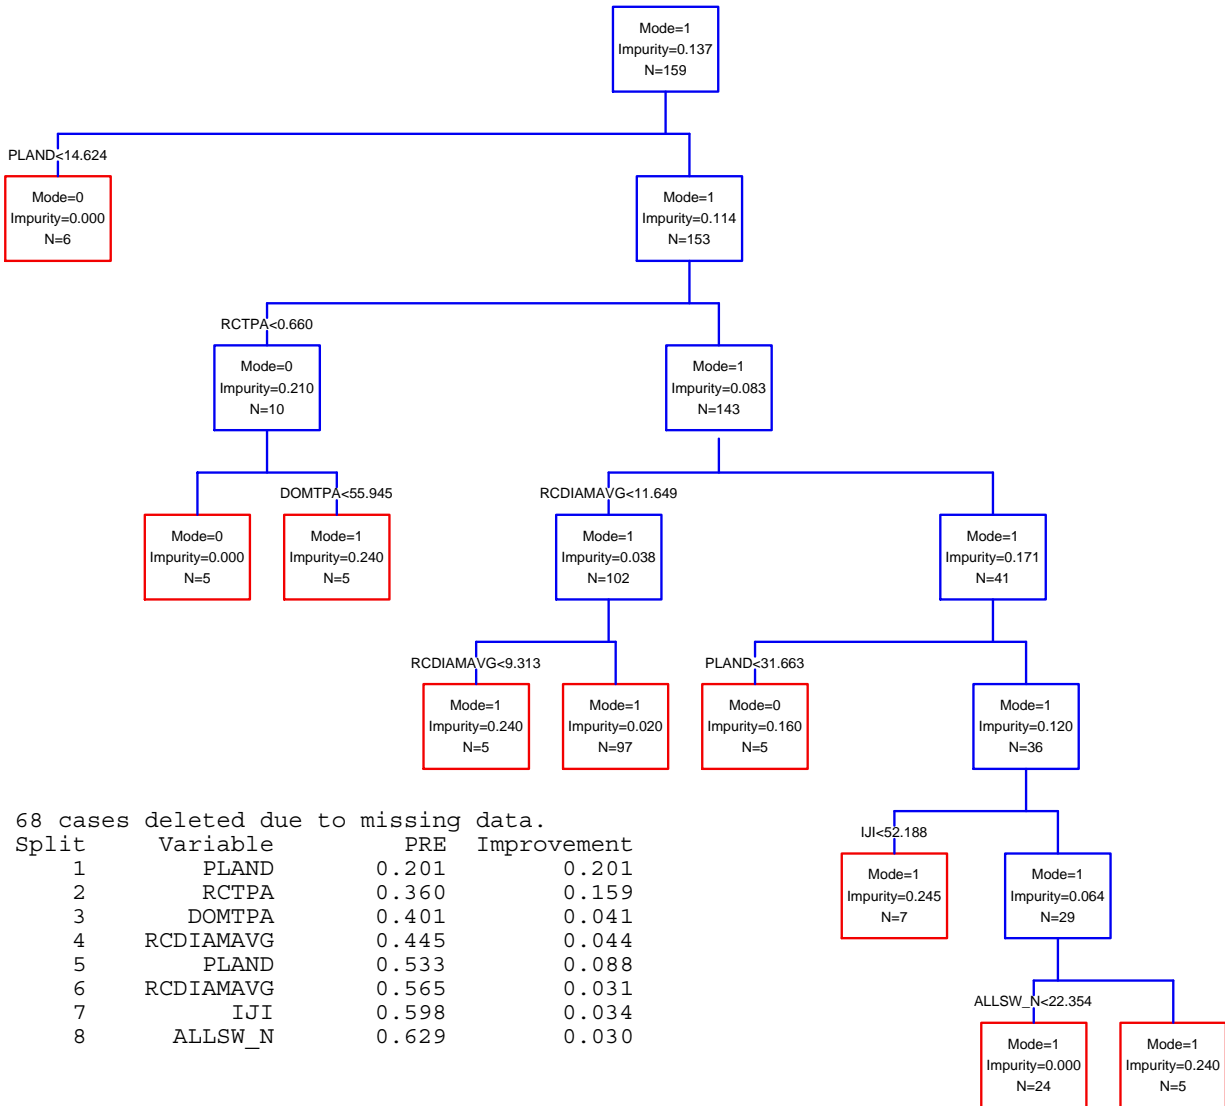 Mode=1
Impurity=0.137
N=159
PLAND<14.624
Mode=0
Impurity=0.000
N=6
Mode=1
Impurity=0.114
N=153
RCTPA<0.660
Mode=0
Impurity=0.210
N=10
Mode=1
Impurity=0.083
N=143
DOMTPA<55.945
Mode=0
Impurity=0.000
N=5
Mode=1
Impurity=0.240
N=5
RCDIAMAVG<11.649
Mode=1
Impurity=0.038
N=102
Mode=1
Impurity=0.171
N=41
RCDIAMAVG<9.313
Mode=1
Impurity=0.240
N=5
Mode=1
Impurity=0.020
N=97
PLAND<31.663
Mode=0
Impurity=0.160
N=5
Mode=1
Impurity=0.120
N=36
IJI<52.188
Mode=1
Impurity=0.245
N=7
Mode=1
Impurity=0.064
N=29
ALLSW_N<22.354
Mode=1
Impurity=0.000
N=24
Mode=1
Impurity=0.240
N=5
68 cases deleted due to missing data.
Split Variable PRE Improvement
1 PLAND 0.201 0.201
2 RCTPA 0.360 0.159
3 DOMTPA 0.401 0.041
4 RCDIAMAVG 0.445 0.044
5 PLAND 0.533 0.088
6 RCDIAMAVG 0.565 0.031
7 IJI 0.598 0.034
8 ALLSW_N 0.629 0.030